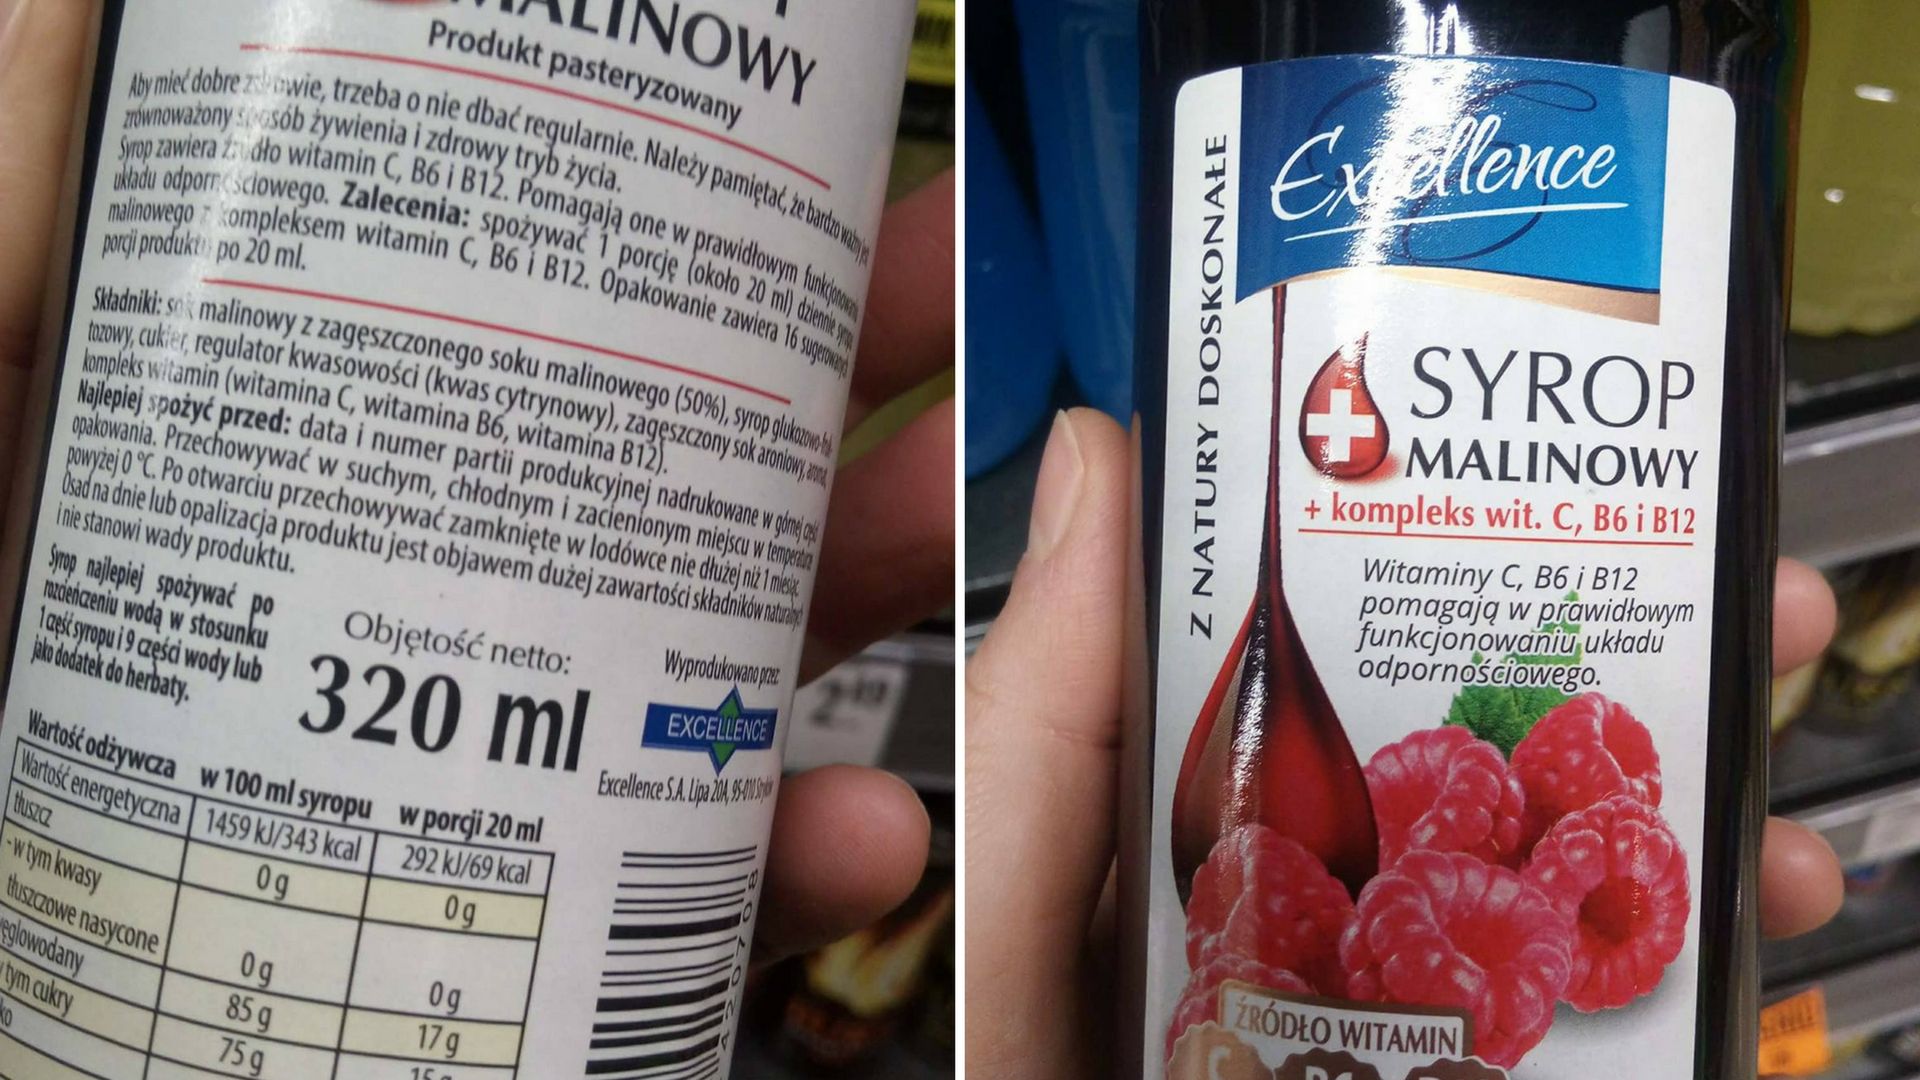 MALINOWY
Produkt pasteryzowany
Aby mieć dobre zdrowie, trzeba o nie dbać regularnie. Należy pamiętać, że bardzo ważny jest
zrównoważony sposób żywienia i zdrowy tryb życia.
Syrop zawiera źródło witamin C, B6 i B12. Pomagają one w prawidłowym funkcjonowaniu
układu odpornościowego. Zalecenia: spożywać 1 porcję (około 20 ml) dziennie syropu
malinowego z kompleksem witamin C, B6 i B12. Opakowanie zawiera 16 sugerowanych
porcji produktu po 20 ml.
Składniki: sok malinowy z zagęszczonego soku malinowego (50%), syrop glukozowo-fruk-
tozowy, cukier, regulator kwasowości (kwas cytrynowy), zagęszczony sok aroniowy, aromat,
kompleks witamin (witamina C, witamina B6, witamina B12).
Najlepiej spożyć przed: data i numer partii produkcyjnej nadrukowane w górnej części
opakowania. Przechowywać w suchym, chłodnym i zacienionym miejscu w temperaturze
powyżej 0 °C. Po otwarciu przechowywać zamknięte w lodówce nie dłużej niż 1 miesiąc.
Osad na dnie lub opalizacja produktu jest objawem dużej zawartości składników naturalnych
i nie stanowi wady produktu.
Syrop najlepiej spożywać po
rozcieńczeniu wodą w stosunku
1 część syropu i 9 części wody lub
jako dodatek do herbaty.
Objętość netto:
320 ml
Wyprodukowano przez:
EXCELLENCE
Excellence S.A. Lipa 20A, 95-010 Stryków
Wartość odżywcza w 100 ml syropu w porcji 20 ml
Wartość energetyczna 1459 kJ/343 kcal 292 kJ/69 kcal
tłuszcz 0 g 0 g
- w tym kwasy
tłuszczowe nasycone 0 g 0 g
węglowodany 85 g 17 g
w tym cukry 75 g 15 g
Excellence
Z NATURY DOSKONAŁE
SYROP
MALINOWY
+ kompleks wit. C, B6 i B12
Witaminy C, B6 i B12
pomagają w prawidłowym
funkcjonowaniu układu
odpornościowego.
ŹRÓDŁO WITAMIN
C B6